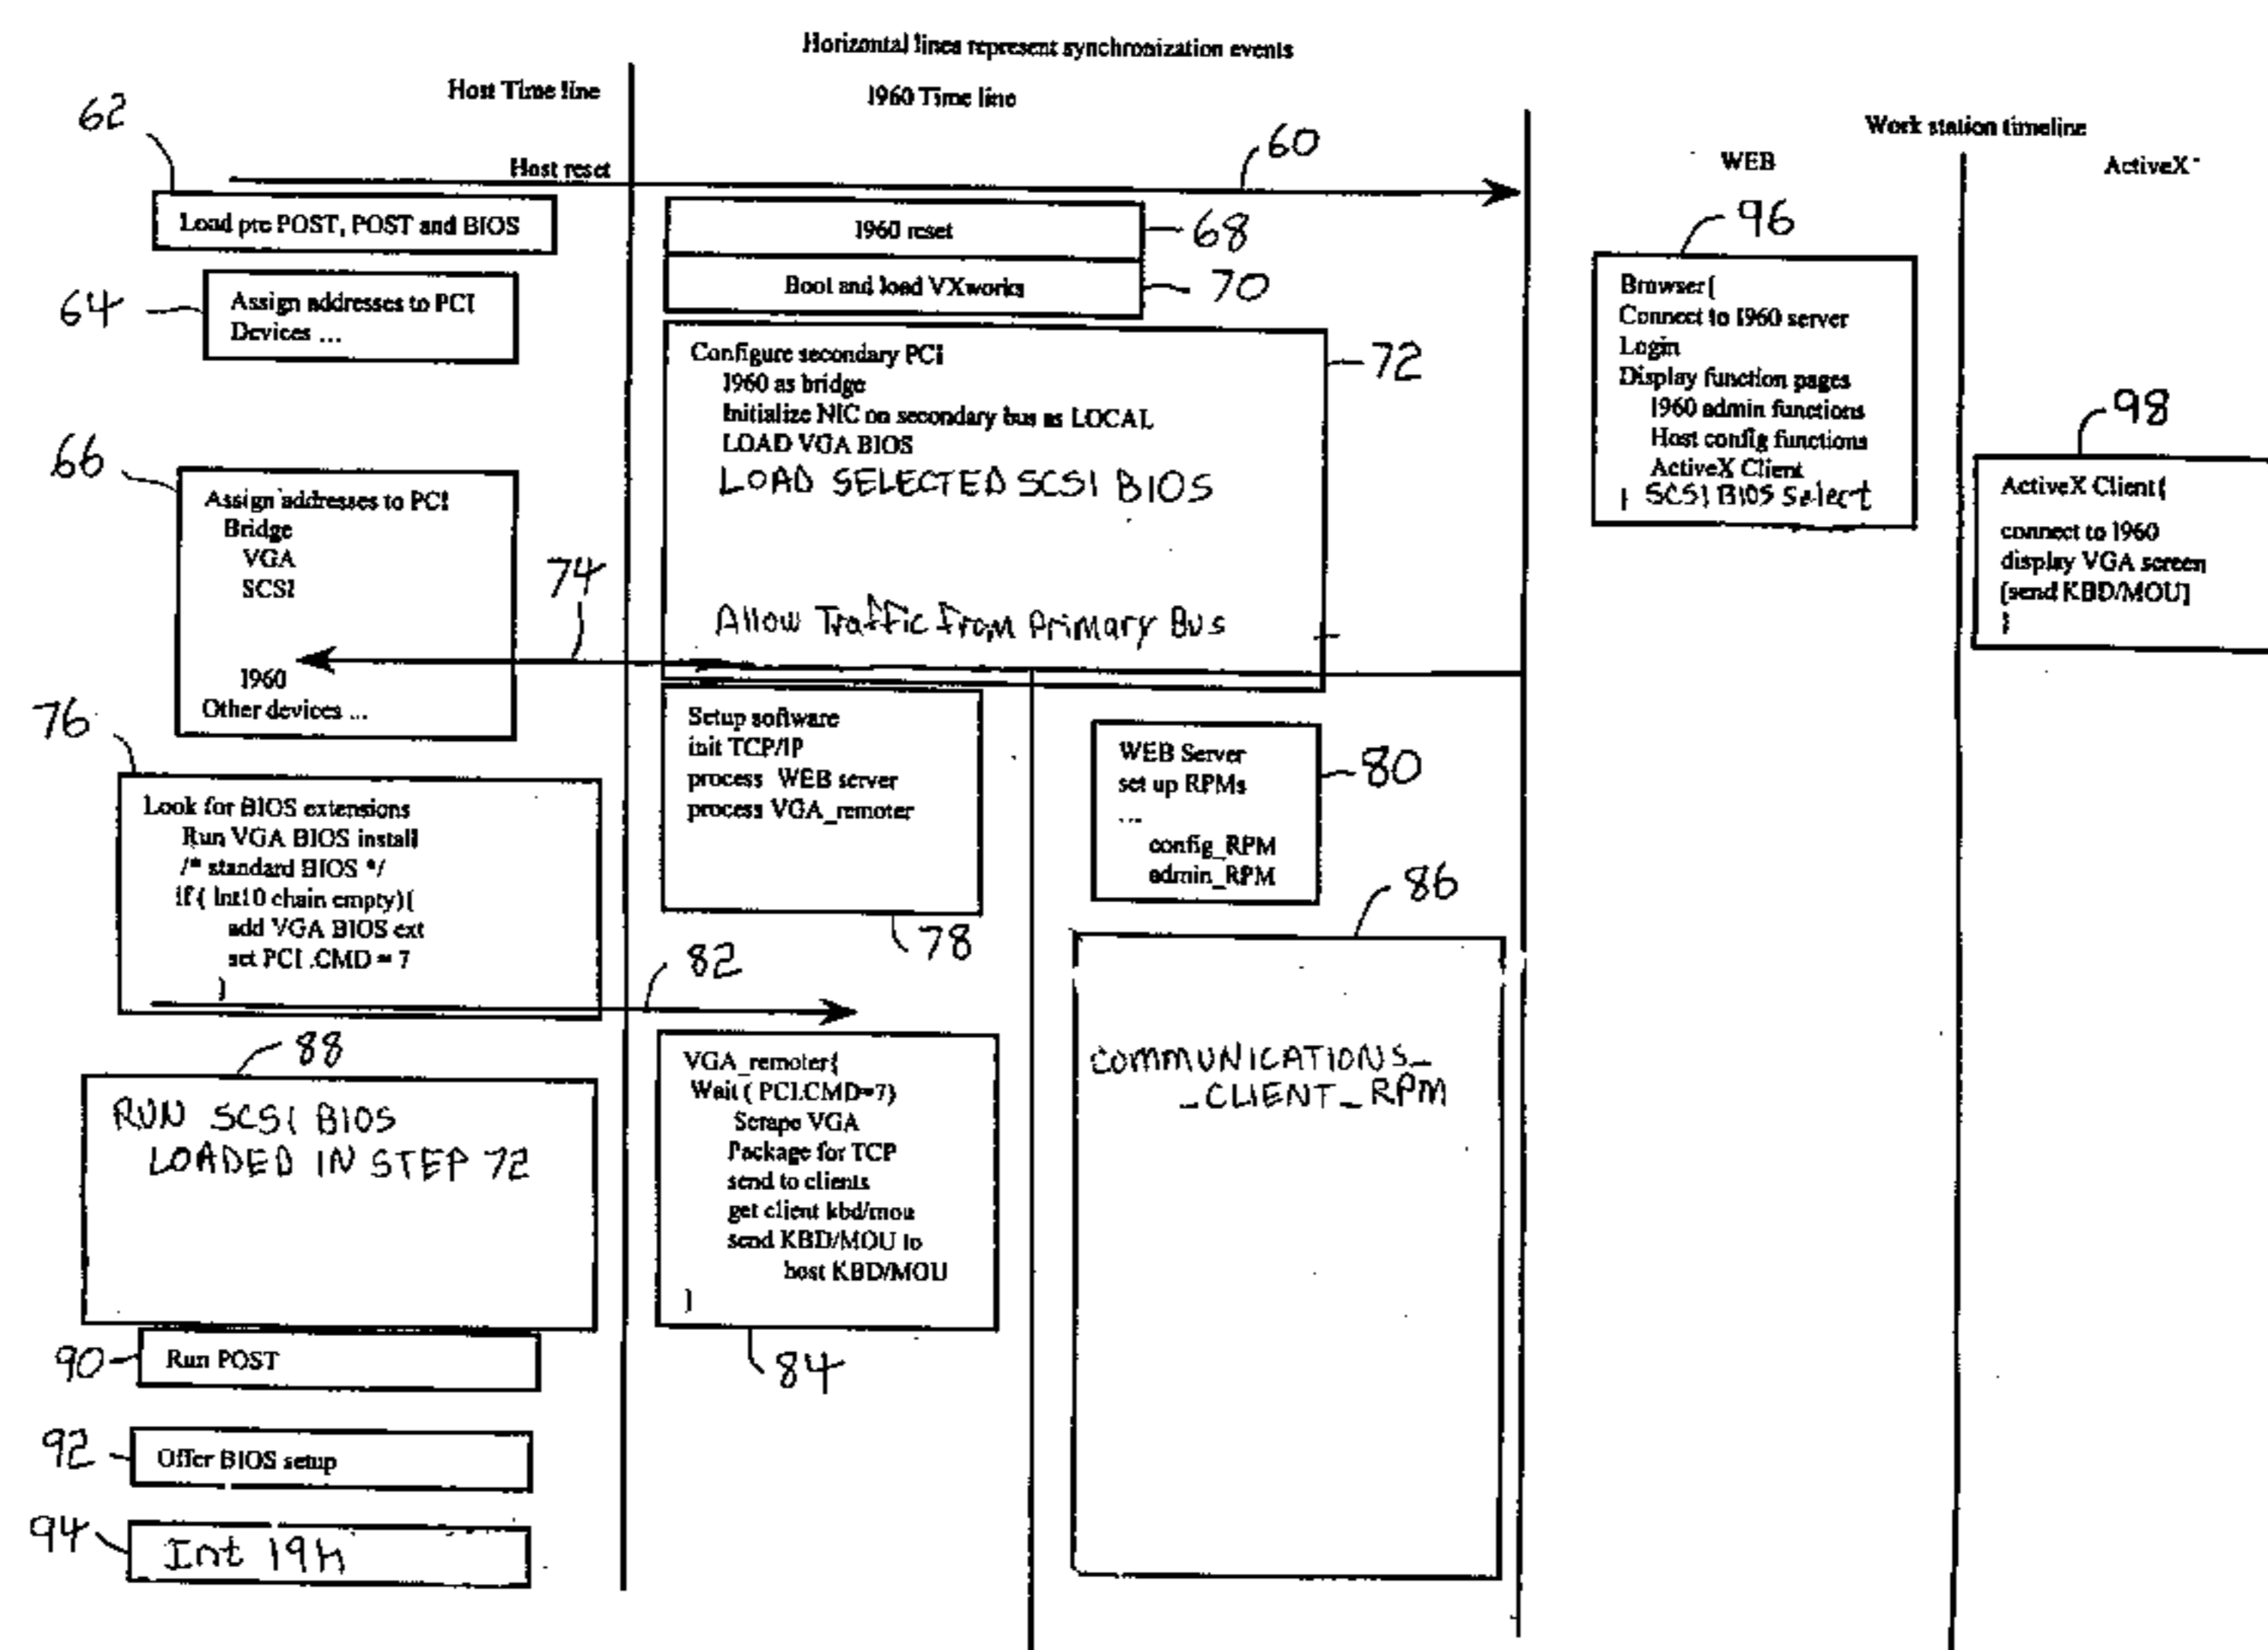 Horizontal lines represent synchronization events
Host Time line
I960 Time line
Work station timeline
WEB
ActiveX
62
Host reset
60
Load pre POST, POST and BIOS
I960 reset
68
Boot and load VXworks
70
64
Assign addresses to PCI
Devices ...
Configure secondary PCI
I960 as bridge
Initialize NIC on secondary bus as LOCAL
LOAD VGA BIOS
LOAD SELECTED SCSI BIOS
Allow Traffic From Primary Bus
72
96
Browser{
Connect to I960 server
Login
Display function pages
I960 admin functions
Host config functions
ActiveX Client
} SCSI BIOS Select
98
ActiveX Client{
connect to I960
display VGA screen
[send KBD/MOU]
}
66
Assign addresses to PCI
Bridge
VGA
SCSI
I960
Other devices ...
74
76
Look for BIOS extensions
Run VGA BIOS install
/* standard BIOS */
if ( Int10 chain empty){
add VGA BIOS ext
set PCI .CMD = 7
}
Setup software
init TCP/IP
process WEB server
process VGA_remoter
78
WEB Server
set up RPMs
...
config_RPM
admin_RPM
80
82
86
COMMUNICATIONS_
_CLIENT_RPM
VGA_remoter{
Wait ( PCI.CMD=7)
Scrape VGA
Package for TCP
send to clients
get client kbd/mou
send KBD/MOU to
host KBD/MOU
}
84
88
RUN SCSI BIOS
LOADED IN STEP 72
90
Run POST
92
Offer BIOS setup
94
Int 19h